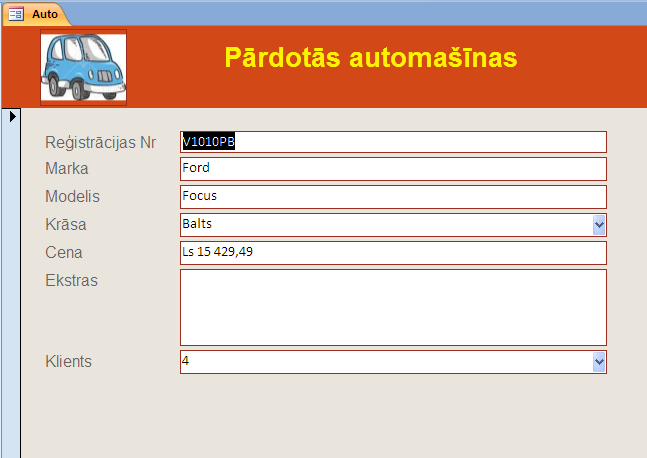 Auto
Pārdotās automašīnas
Reģistrācijas Nr V1010PB
Marka Ford
Modelis Focus
Krāsa Balts
Cena Ls 15 429,49
Ekstras
Klients 4